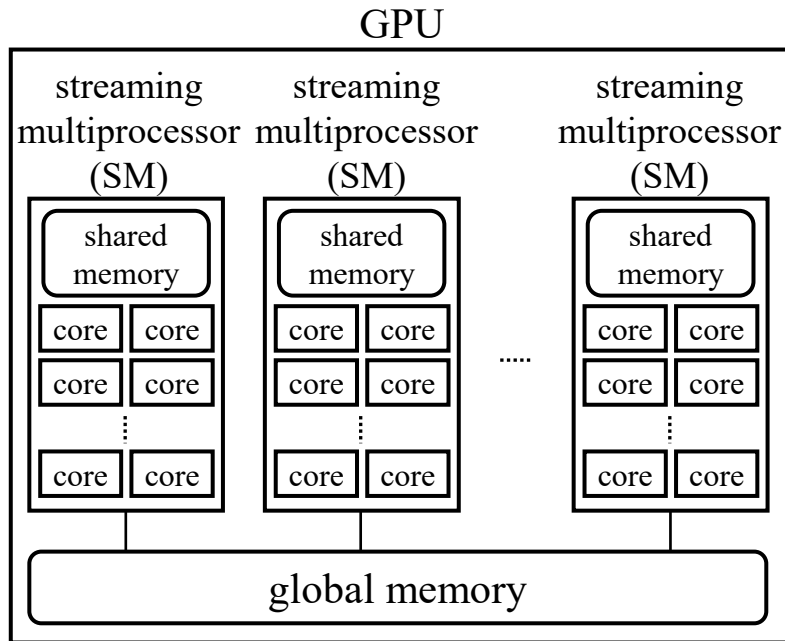 GPU
streaming
multiprocessor
(SM)
shared
memory
core core
core core
core core
streaming
multiprocessor
(SM)
shared
memory
core core
core core
core core
.....
streaming
multiprocessor
(SM)
shared
memory
core core
core core
core core
global memory